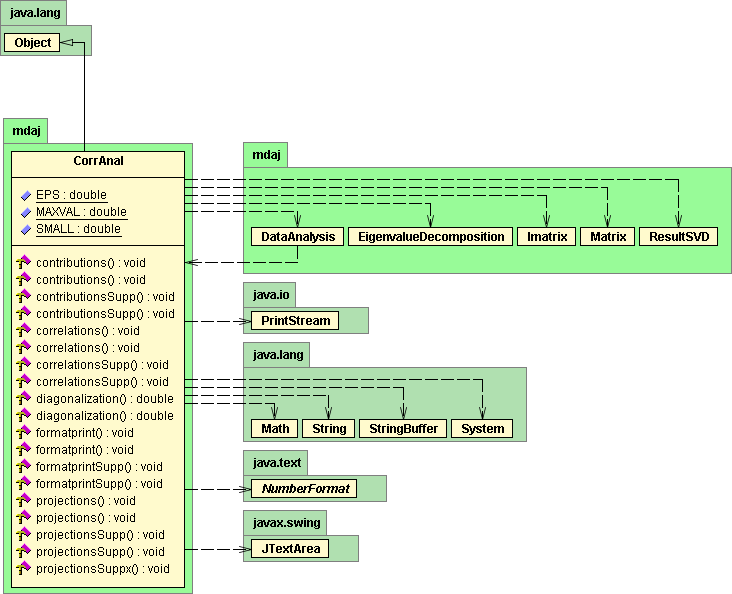 java.lang
Object
mdaj
CorrAnal
EPS : double
MAXVAL : double
SMALL : double
contributions() : void
contributions() : void
contributionsSupp() : void
contributionsSupp() : void
correlations() : void
correlations() : void
correlationsSupp() : void
correlationsSupp() : void
diagonalization() : double
diagonalization() : double
formatprint() : void
formatprint() : void
formatprintSupp() : void
formatprintSupp() : void
projections() : void
projections() : void
projectionsSupp() : void
projectionsSupp() : void
projectionsSuppx() : void
mdaj
DataAnalysis
EigenvalueDecomposition
Imatrix
Matrix
ResultSVD
java.io
PrintStream
java.lang
Math
String
StringBuffer
System
java.text
NumberFormat
javax.swing
JTextArea